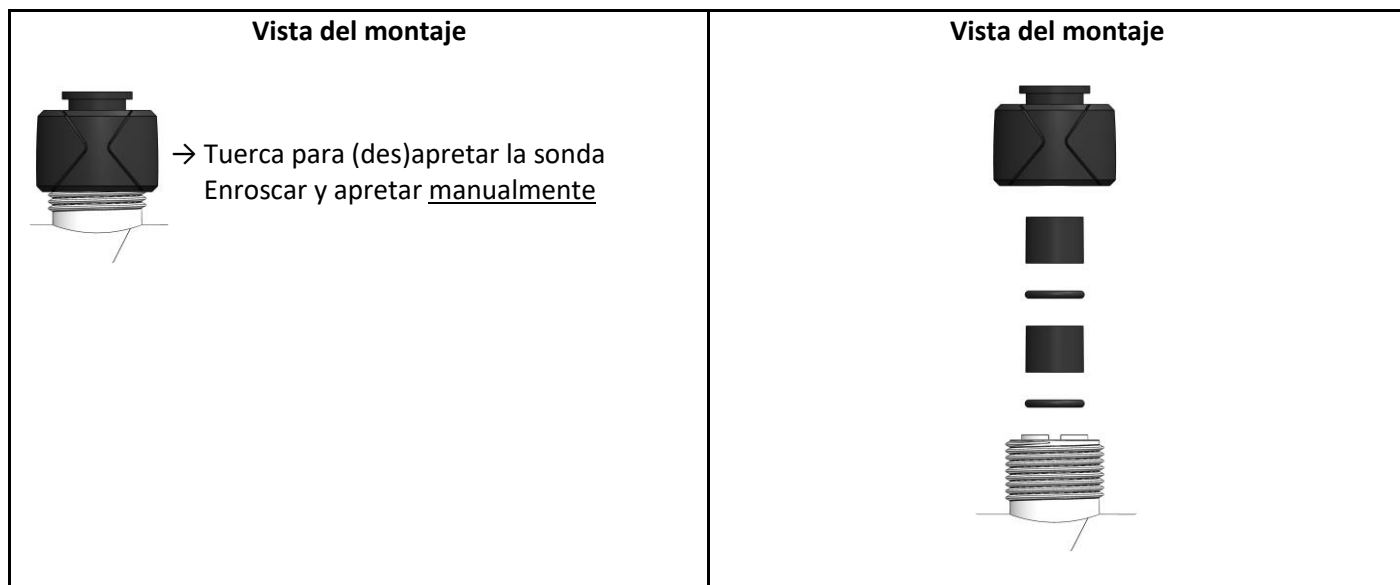 Vista del montaje
→ Tuerca para (des)apretar la sonda
Enroscar y apretar manualmente
Vista del montaje